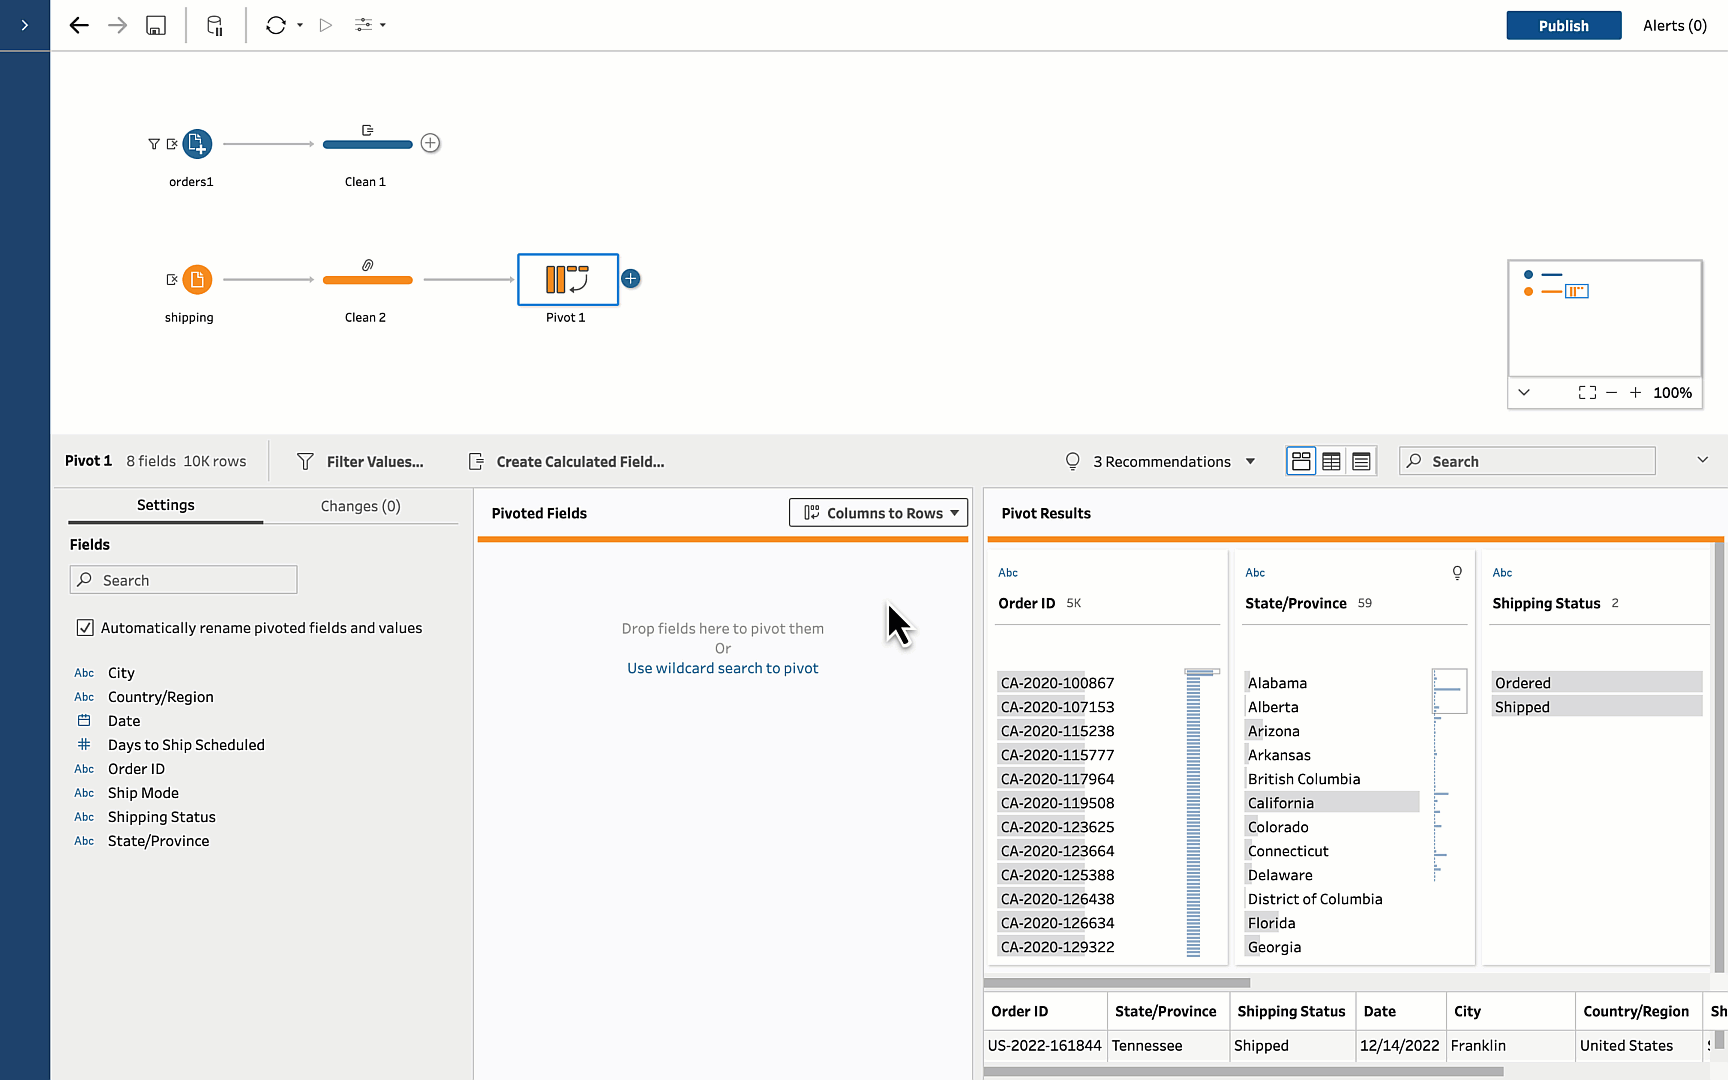 Publish
Alerts (0)
orders1
Clean 1
shipping
Clean 2
Pivot 1
100%
Pivot 1 8 fields 10K rows
Filter Values...
Create Calculated Field...
3 Recommendations
Search
Settings
Changes (0)
Fields
Search
Automatically rename pivoted fields and values
Abc City
Abc Country/Region
Date
# Days to Ship Scheduled
Abc Order ID
Abc Ship Mode
Abc Shipping Status
Abc State/Province
Pivoted Fields
Columns to Rows
Drop fields here to pivot them
Or
Use wildcard search to pivot
Pivot Results
Abc
Order ID 5K
CA-2020-100867
CA-2020-107153
CA-2020-115238
CA-2020-115777
CA-2020-117964
CA-2020-119508
CA-2020-123625
CA-2020-123664
CA-2020-125388
CA-2020-126438
CA-2020-126634
CA-2020-129322
Abc
State/Province 59
Alabama
Alberta
Arizona
Arkansas
British Columbia
California
Colorado
Connecticut
Delaware
District of Columbia
Florida
Georgia
Abc
Shipping Status 2
Ordered
Shipped
Order ID State/Province Shipping Status Date City Country/Region Sh
US-2022-161844 Tennessee Shipped 12/14/2022 Franklin United States